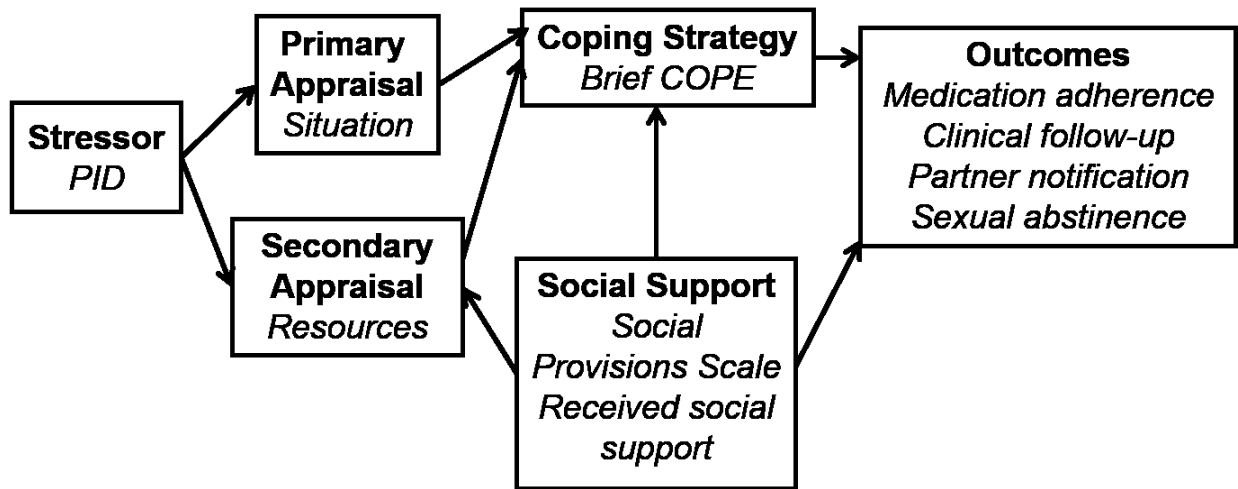 Stressor
PID
Primary
Appraisal
Situation
Secondary
Appraisal
Resources
Coping Strategy
Brief COPE
Social Support
Social
Provisions Scale
Received social
support
Outcomes
Medication adherence
Clinical follow-up
Partner notification
Sexual abstinence